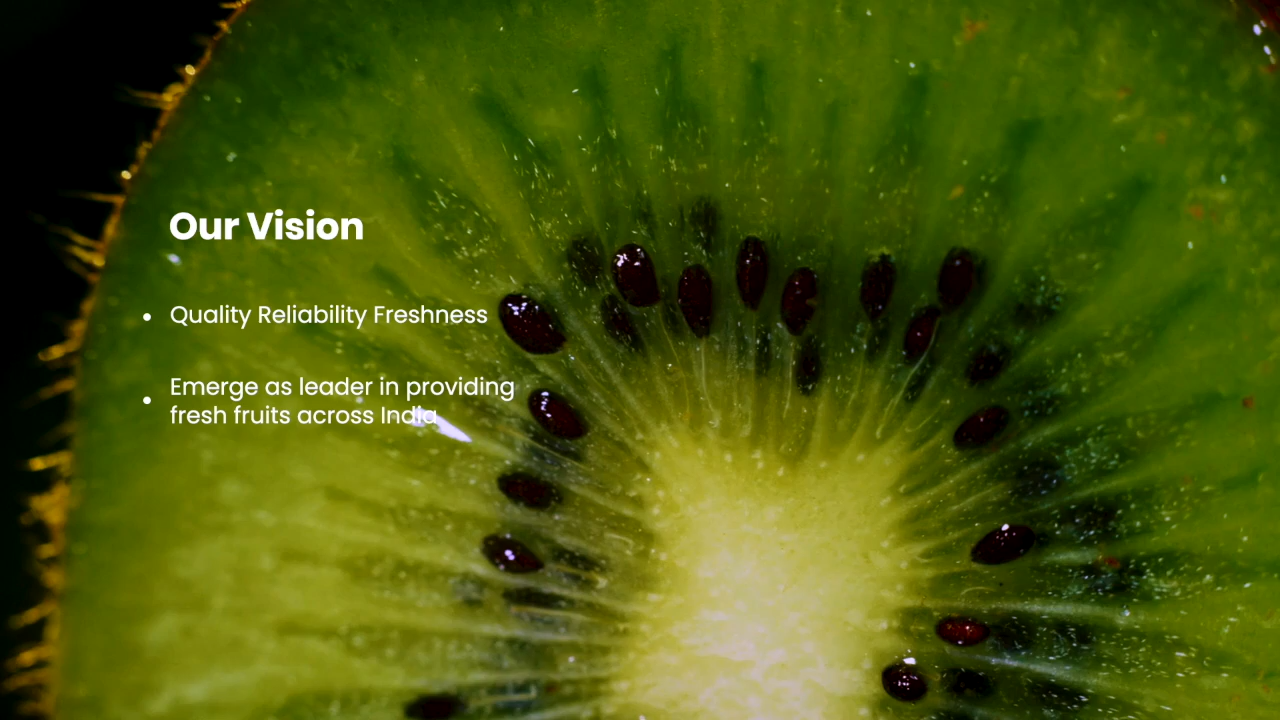 Our Vision
• Quality Reliability Freshness
• Emerge as leader in providing
fresh fruits across India